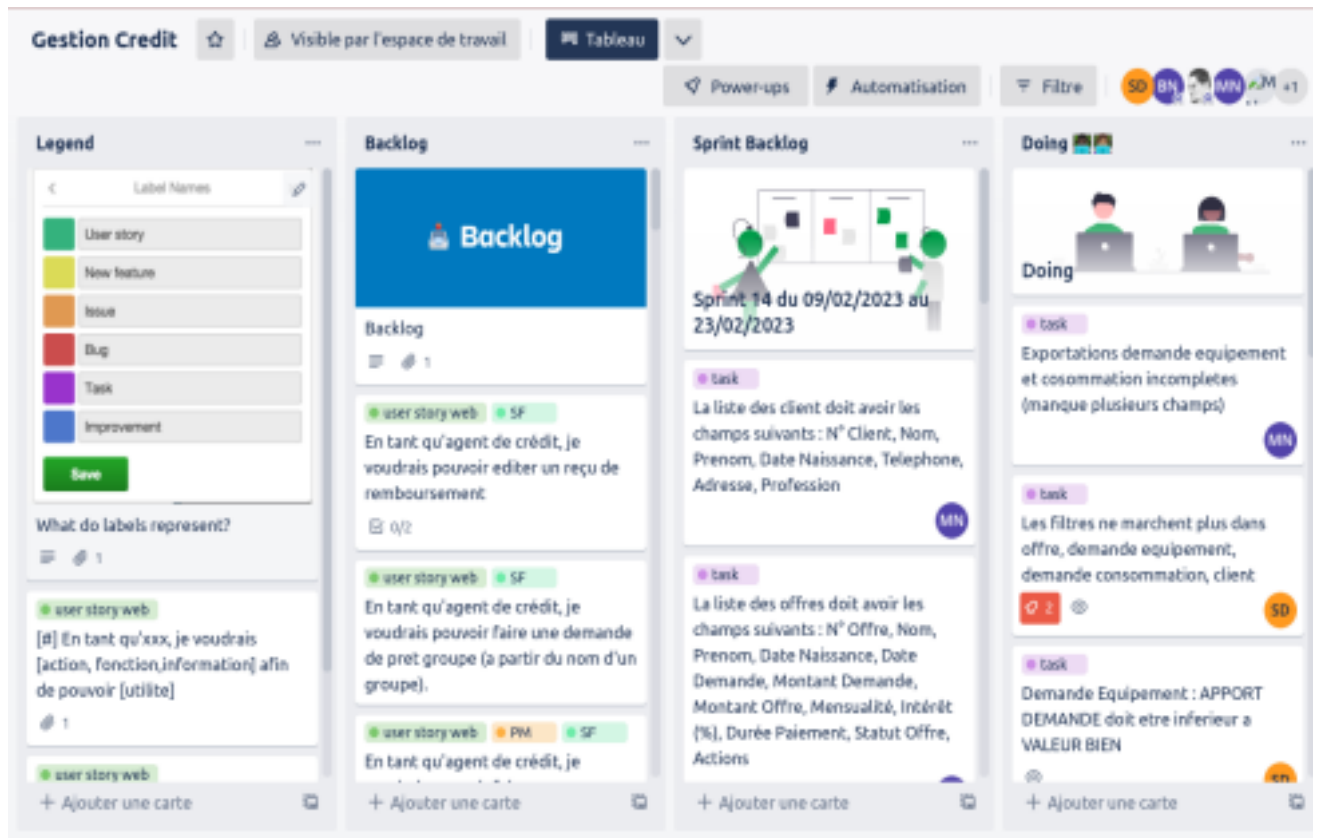 Gestion Credit
Visible par l'espace de travail
Tableau
Power-ups
Automatisation
Filtre
SD
BN
MN
M
+1
Legend
Label Names
User story
New feature
Issue
Bug
Task
Improvement
Save
What do labels represent?
1
user story web
[#] En tant qu'xxx, je voudrais
[action, fonction,information] afin
de pouvoir [utilite]
1
user story web
+ Ajouter une carte
Backlog
Backlog
Backlog
1
user story web SF
En tant qu'agent de crédit, je
voudrais pouvoir editer un reçu de
remboursement
0/2
user story web SF
En tant qu'agent de crédit, je
voudrais pouvoir faire une demande
de pret groupe (a partir du nom d'un
groupe).
user story web PM SF
En tant qu'agent de crédit, je
+ Ajouter une carte
Sprint Backlog
Sprint 14 du 09/02/2023 au
23/02/2023
task
La liste des client doit avoir les
champs suivants : N° Client, Nom,
Prenom, Date Naissance, Telephone,
Adresse, Profession
MN
task
La liste des offres doit avoir les
champs suivants : N° Offre, Nom,
Prenom, Date Naissance, Date
Demande, Montant Demande,
Montant Offre, Mensualité, Intérêt
(%), Durée Paiement, Statut Offre,
Actions
+ Ajouter une carte
Doing
Doing
task
Exportations demande equipement
et cosommation incompletes
(manque plusieurs champs)
MN
task
Les filtres ne marchent plus dans
offre, demande equipement,
demande consommation, client
2
SD
task
Demande Equipement : APPORT
DEMANDE doit etre inferieur a
VALEUR BIEN
SD
+ Ajouter une carte